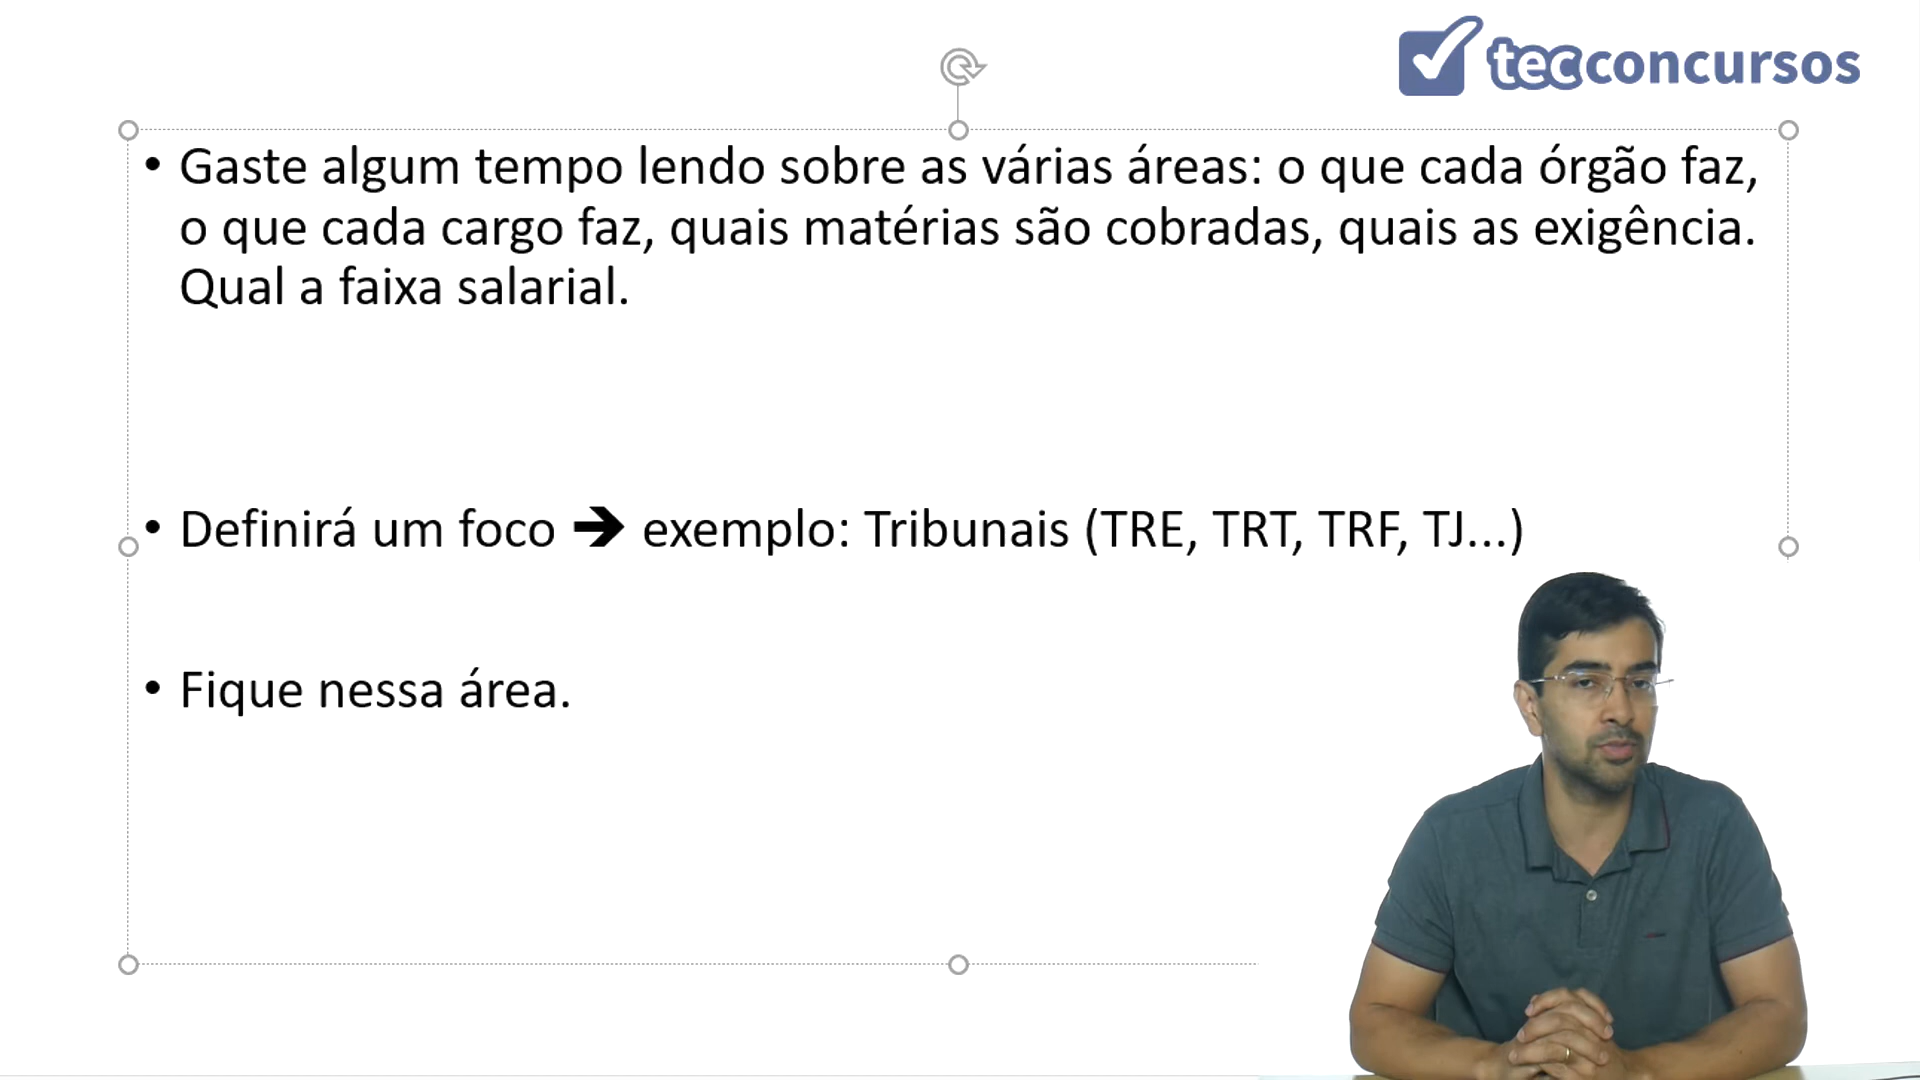 tecconcursos
• Gaste algum tempo lendo sobre as várias áreas: o que cada órgão faz,
o que cada cargo faz, quais matérias são cobradas, quais as exigência.
Qual a faixa salarial.
• Definirá um foco ➔ exemplo: Tribunais (TRE, TRT, TRF, TJ...)
• Fique nessa área.